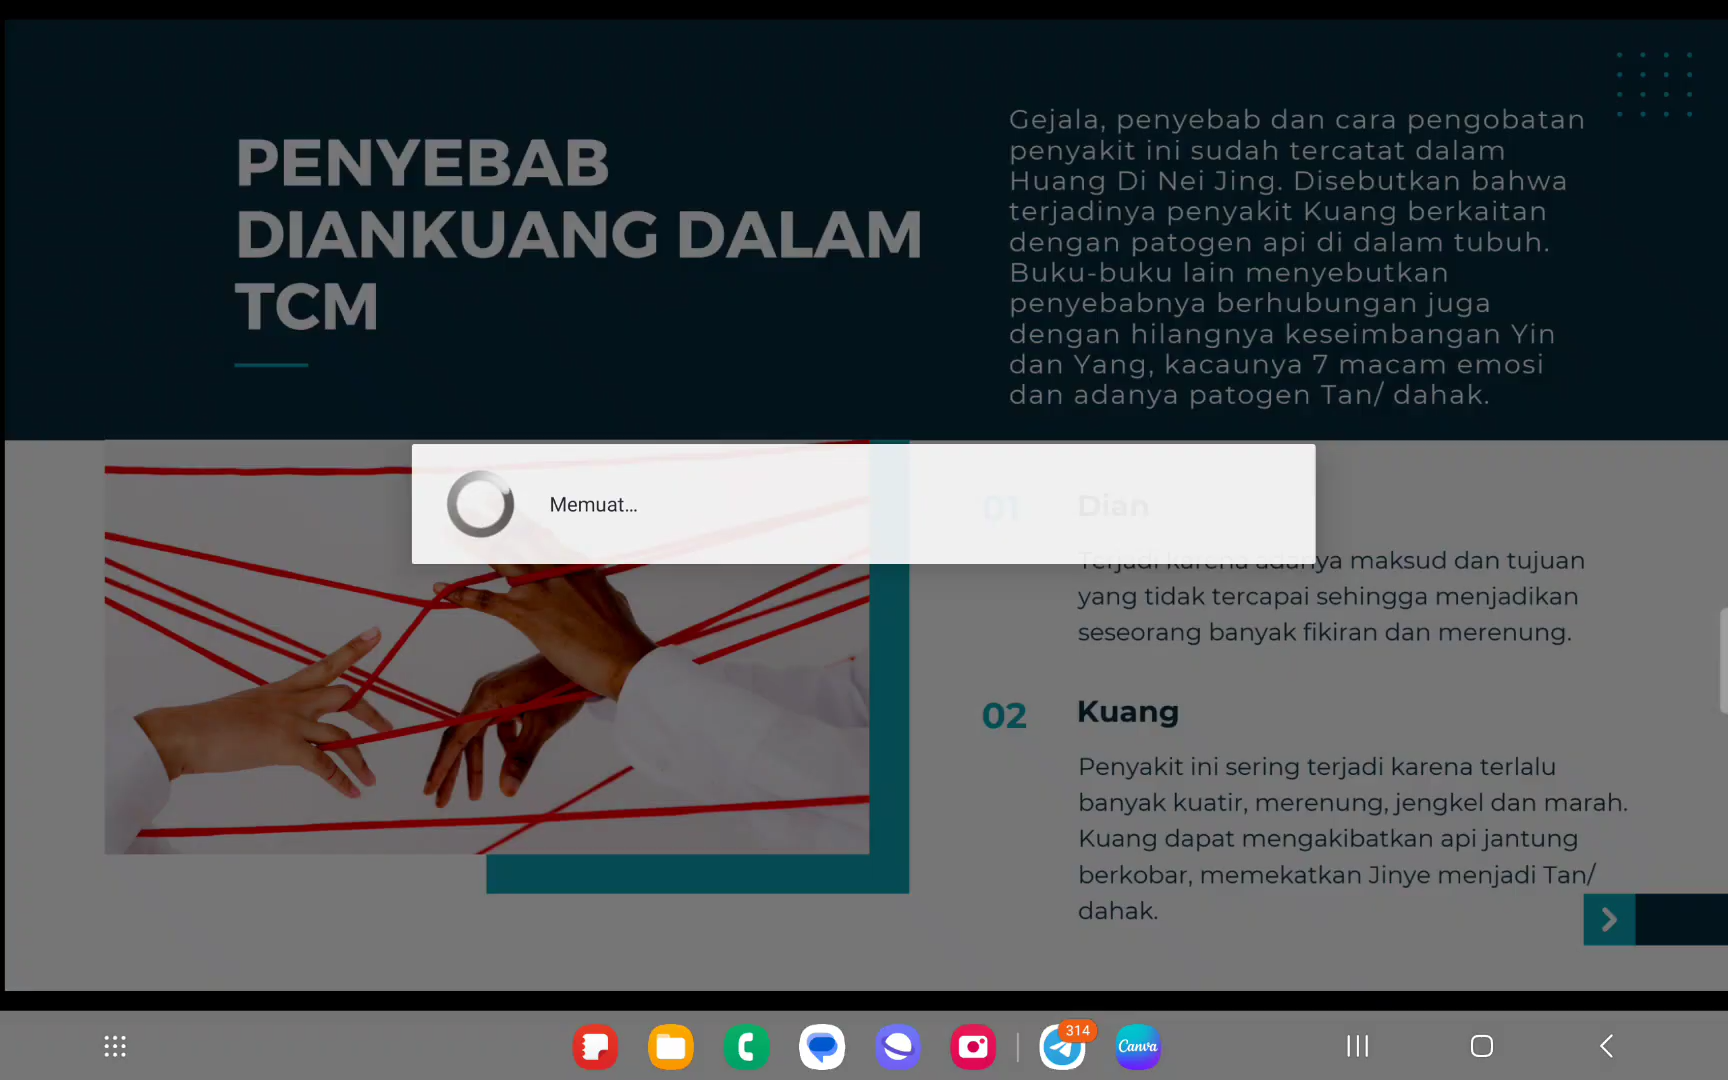 PENYEBAB
DIANKUANG DALAM
TCM
Gejala, penyebab dan cara pengobatan
penyakit ini sudah tercatat dalam
Huang Di Nei Jing. Disebutkan bahwa
terjadinya penyakit Kuang berkaitan
dengan patogen api di dalam tubuh.
Buku-buku lain menyebutkan
penyebabnya berhubungan juga
dengan hilangnya keseimbangan Yin
dan Yang, kacaunya 7 macam emosi
dan adanya patogen Tan/ dahak.
Memuat...
01 Dian
Terjadi karena adanya maksud dan tujuan
yang tidak tercapai sehingga menjadikan
seseorang banyak fikiran dan merenung.
02 Kuang
Penyakit ini sering terjadi karena terlalu
banyak kuatir, merenung, jengkel dan marah.
Kuang dapat mengakibatkan api jantung
berkobar, memekatkan Jinye menjadi Tan/
dahak.
314
Canva